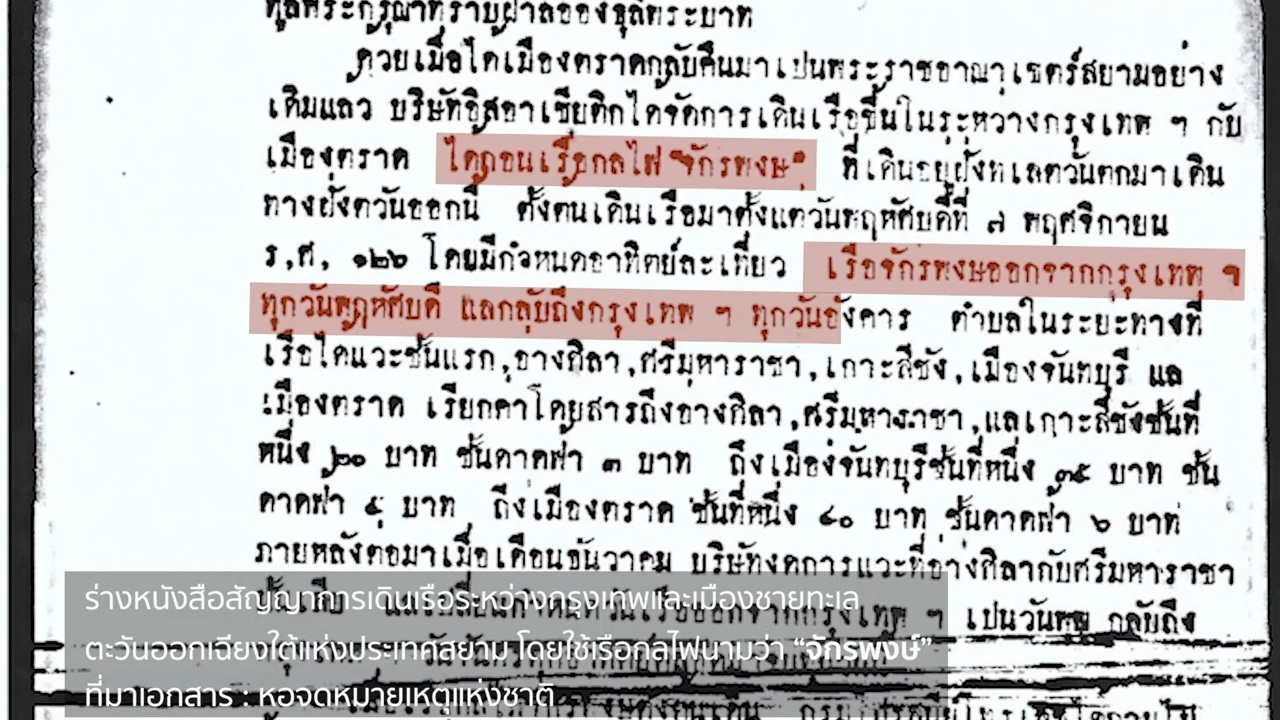 ทูลพระกรุณาทราบฝ่าลอองธุลีพระบาท
ด้วยเมื่อได้เมืองตราดกลับคืนมาเปนพระราชอาณาเขตร์สยามอย่าง
เดิมแล้ว บริษัทอิสอาเซียติกได้จัดการเดินเรือขึ้นในระหว่างกรุงเทพ ฯ กับ
เมืองตราด ได้ถอนเรือกลไฟ "จักรพงษ์" ที่เดินอยู่ฝั่งทเลตวันตกมาเดิน
ทางฝั่งตวันออกนี้ ตั้งต้นเดินเรือมาตั้งแต่วันพฤหัศบดีที่ ๗ พฤศจิกายน
ร,ศ, ๑๒๖ โดยมีกำหนดอาทิตย์ละเที่ยว เรือจักรพงษ์ออกจากกรุงเทพ ฯ
ทุกวันพฤหัศบดี แลกลับถึงกรุงเทพ ฯ ทุกวันอังคาร ตำบลในระยะทางที่
เรือได้แวะชั้นแรก, อ่างศิลา, ศรีมหาราชา, เกาะสีชัง, เมืองจันทบุรี แล
เมืองตราด เรียกค่าโดยสารถึงอ่างศิลา, ศรีมหาราชา, แลเกาะสีชังชั้นที่
หนึ่ง ๒๐ บาท ชั้นดาดฟ้า ๓ บาท ถึงเมืองจันทบุรีชั้นที่หนึ่ง ๓๕ บาท ชั้น
ดาดฟ้า ๕ บาท ถึงเมืองตราด ชั้นที่หนึ่ง ๔๐ บาท ชั้นดาดฟ้า ๖ บาท
ภายหลังต่อมาเมื่อเดือนธันวาคม บริษัทงดการแวะที่อ่างศิลากับศรีมหาราชา
กรุงเทพ ฯ เปนวันพุฒ กลับถึง
ร่างหนังสือสัญญาการเดินเรือระหว่างกรุงเทพและเมืองชายทะเล
ตะวันออกเฉียงใต้แห่งประเทศสยาม โดยใช้เรือกลไฟนามว่า “จักรพงษ์”
ที่มาเอกสาร : หอจดหมายเหตุแห่งชาติ